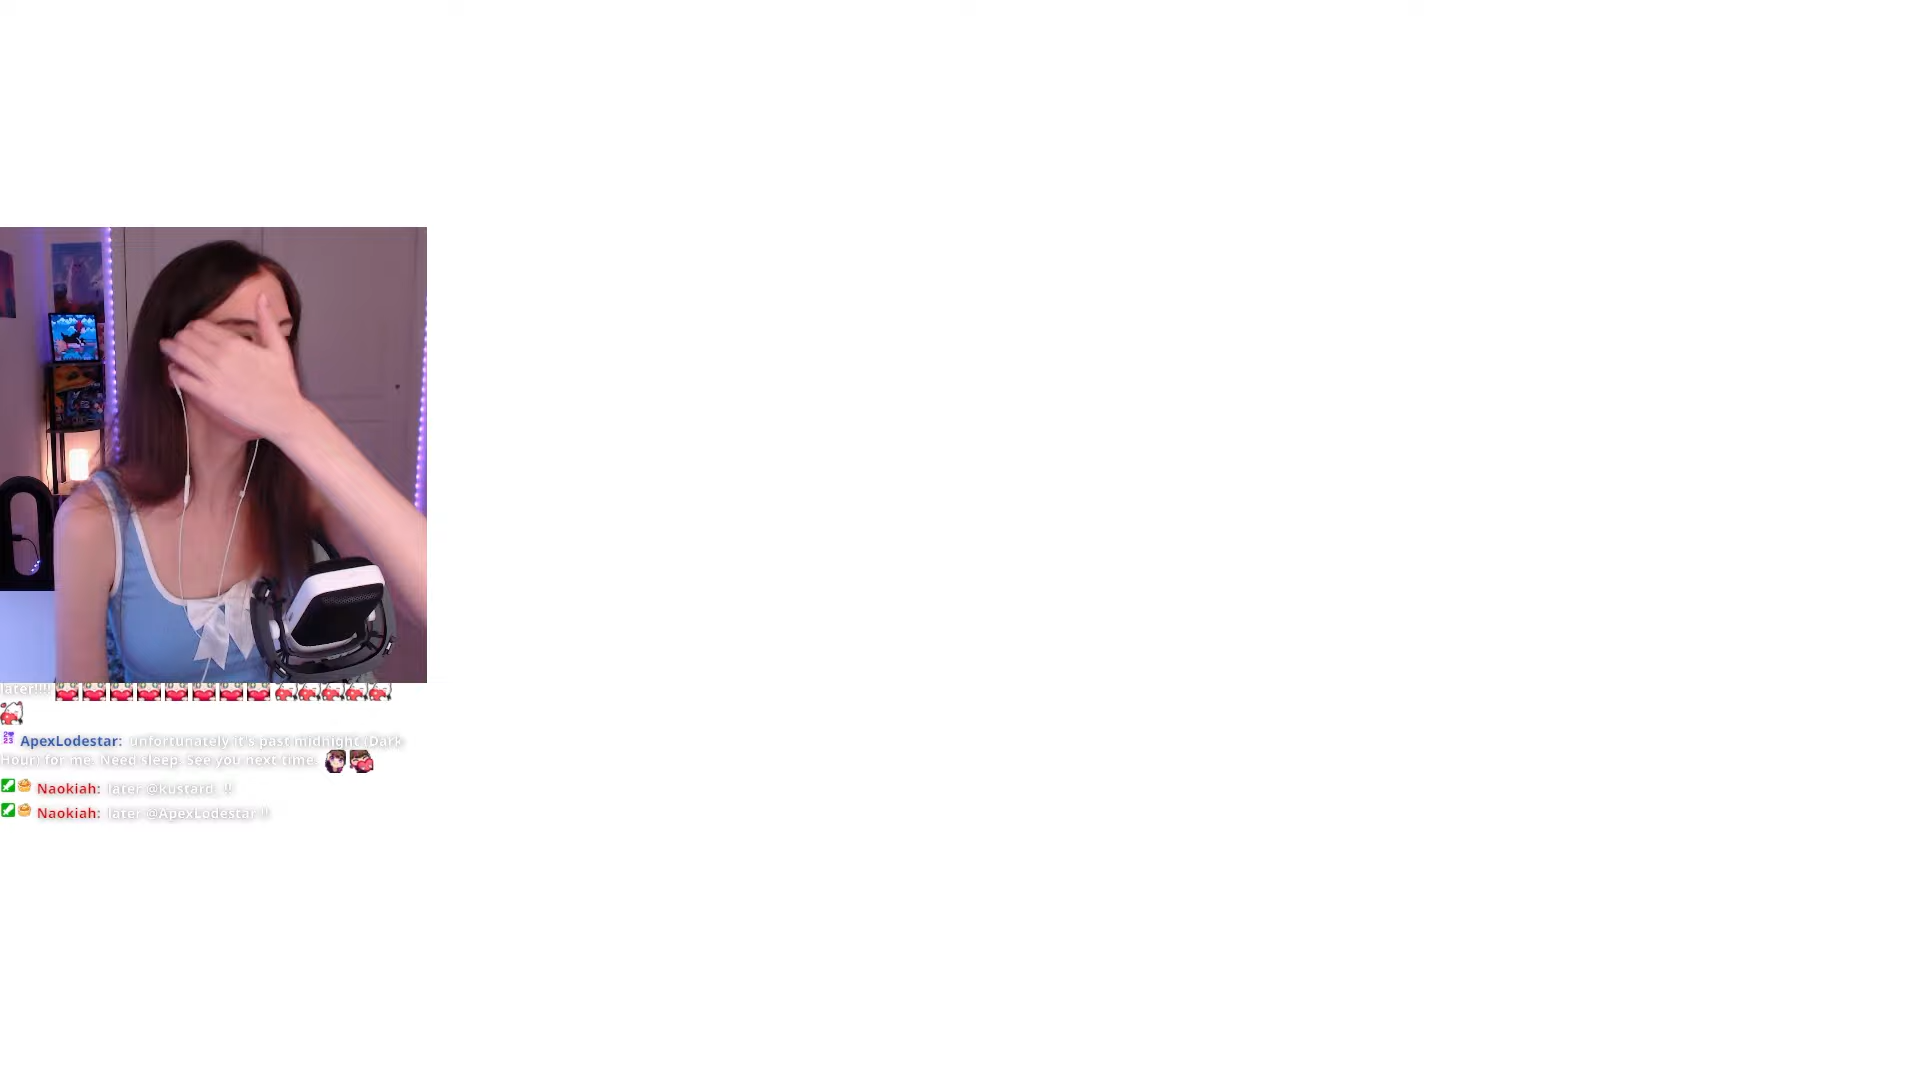 later!!!!
ApexLodestar: unfortunately it's past midnight (Dark
Hour) for me. Need sleep. See you next time.
Naokiah: later @kustard_ !!
Naokiah: later @ApexLodestar !!